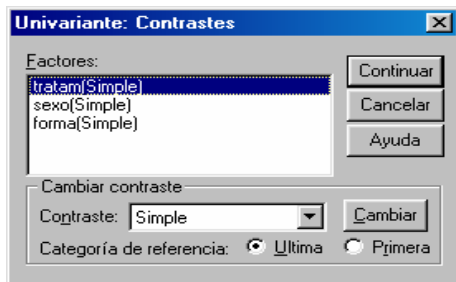 Univariante: Contrastes
Factores:
tratam(Simple)
sexo(Simple)
forma(Simple)
Continuar
Cancelar
Ayuda
Cambiar contraste
Contraste: Simple Cambiar
Categoría de referencia: Ultima Primera